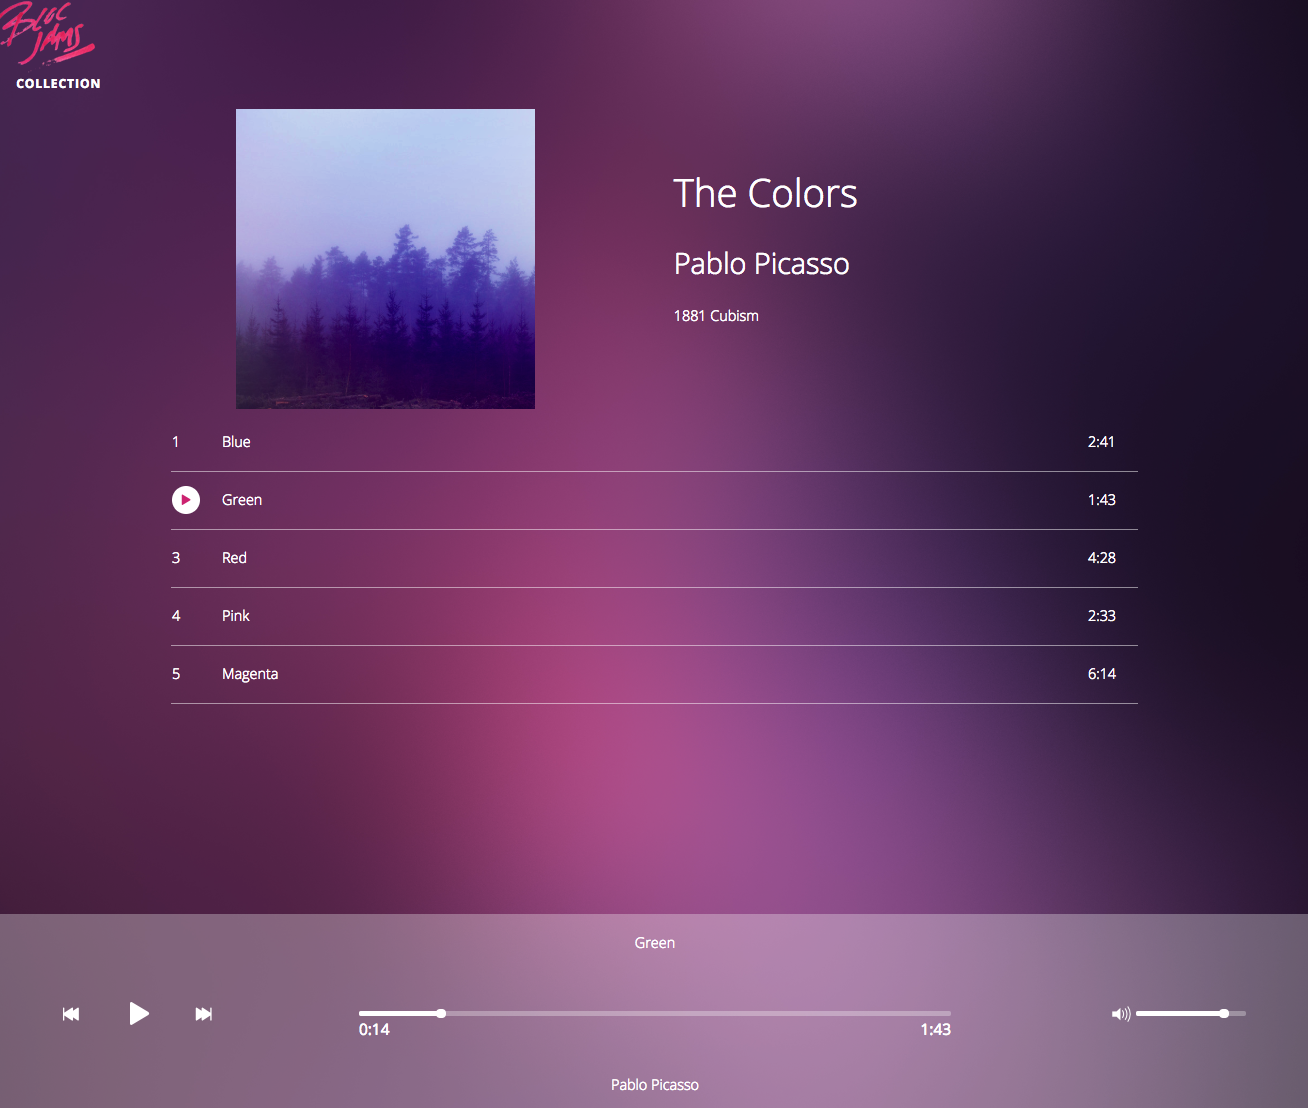 BLOC
JAMS
COLLECTION
The Colors
Pablo Picasso
1881 Cubism
1 Blue 2:41
Green 1:43
3 Red 4:28
4 Pink 2:33
5 Magenta 6:14
Green
0:14 1:43
Pablo Picasso